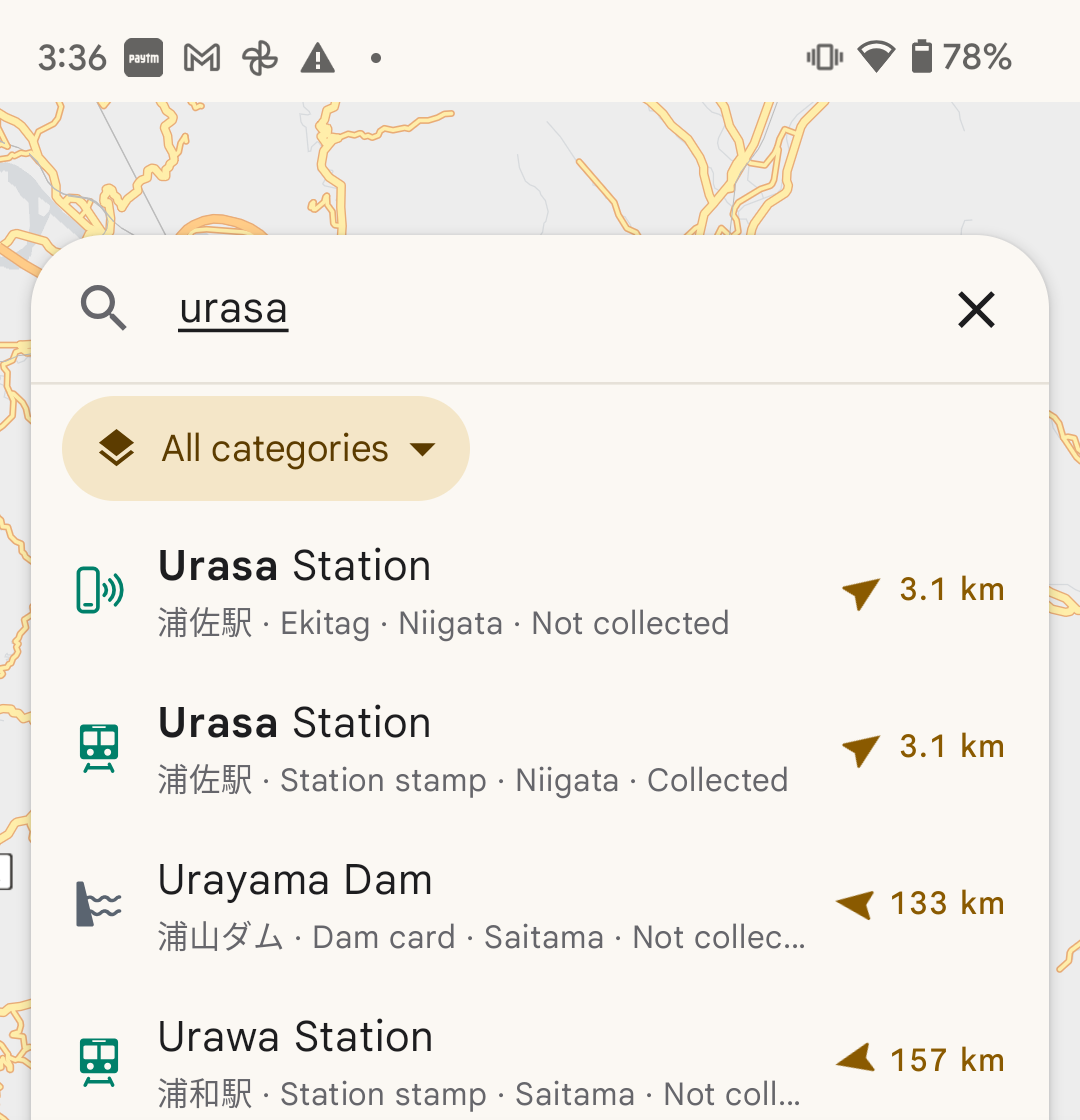 3:36 paytm 78%
urasa
All categories
Urasa Station
浦佐駅 · Ekitag · Niigata · Not collected
3.1 km
Urasa Station
浦佐駅 · Station stamp · Niigata · Collected
3.1 km
Urayama Dam
浦山ダム · Dam card · Saitama · Not collec...
133 km
Urawa Station
浦和駅 · Station stamp · Saitama · Not coll...
157 km